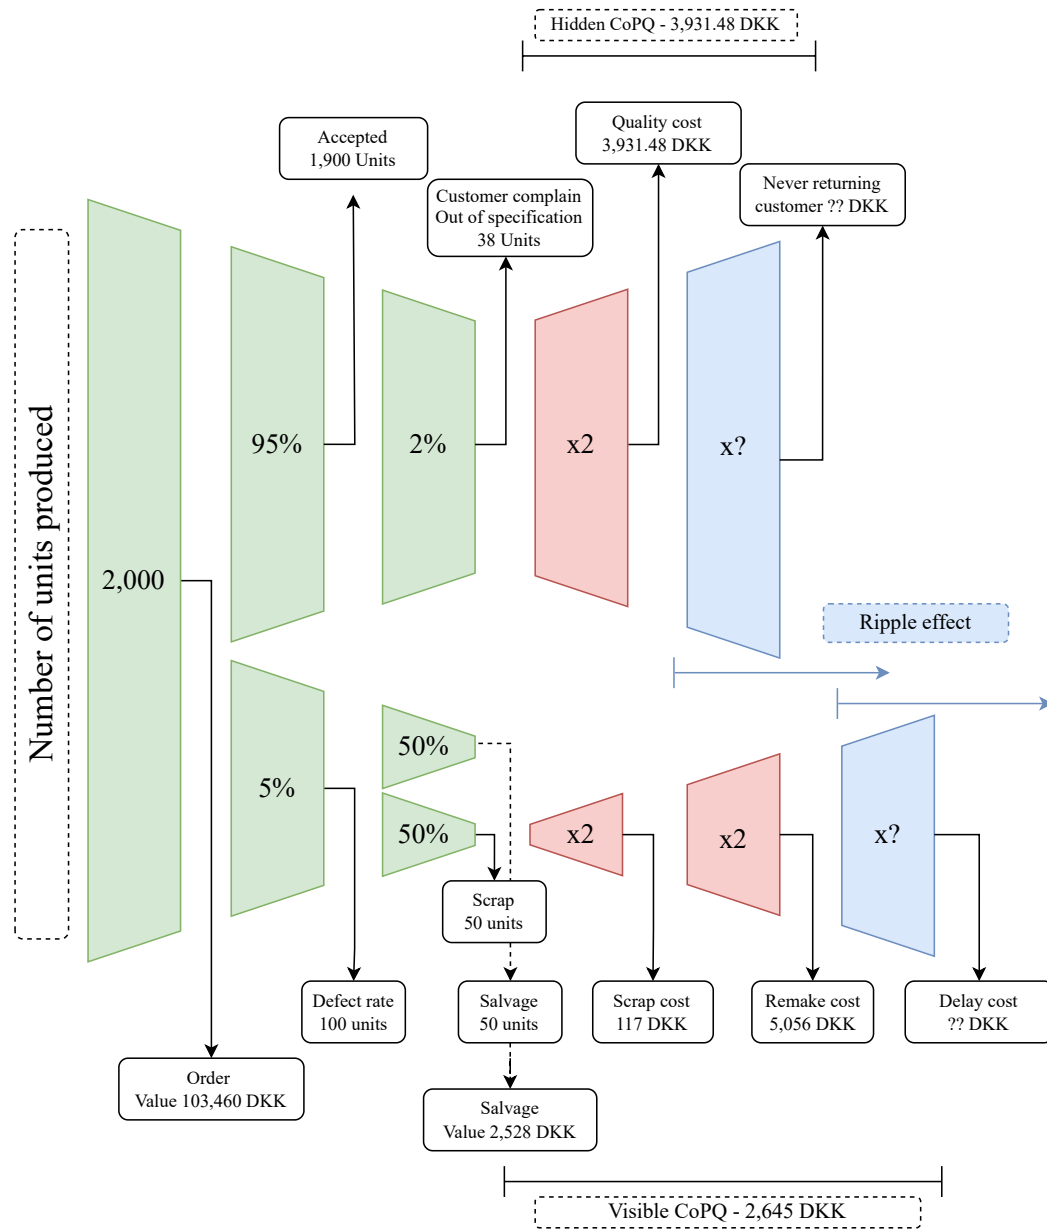 Hidden CoPQ - 3,931.48 DKK
Accepted
1,900 Units
Quality cost
3,931.48 DKK
Customer complain
Out of specification
38 Units
Never returning
customer ?? DKK
Number of units produced
2,000
95%
2%
x2
x?
Ripple effect
5%
50%
50%
x2
x2
x?
Scrap
50 units
Defect rate
100 units
Salvage
50 units
Scrap cost
117 DKK
Remake cost
5,056 DKK
Delay cost
?? DKK
Order
Value 103,460 DKK
Salvage
Value 2,528 DKK
Visible CoPQ - 2,645 DKK